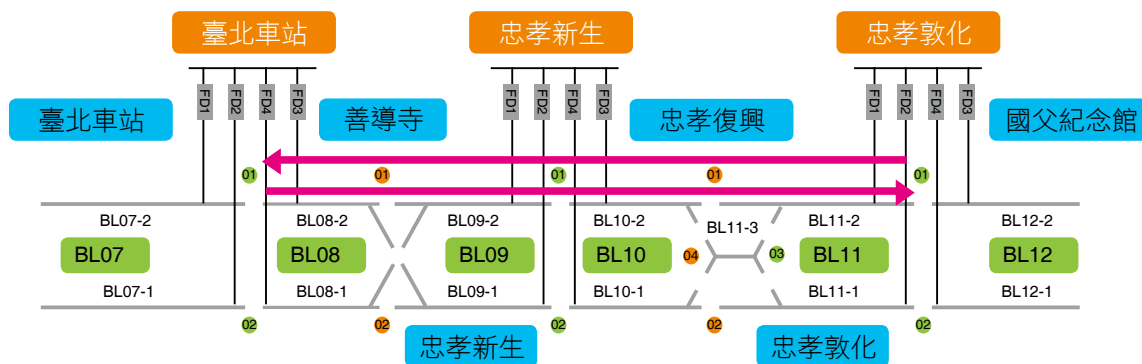 臺北車站 忠孝新生 忠孝敦化
FD1 FD2 FD4 FD3 FD1 FD2 FD4 FD3 FD1 FD2 FD4 FD3
臺北車站 善導寺 忠孝復興 國父紀念館
01 01 01 01 01
BL07-2 BL08-2 BL09-2 BL10-2 BL11-3 BL11-2 BL12-2
BL07 BL08 BL09 BL10 04 03 BL11 BL12
BL07-1 BL08-1 BL09-1 BL10-1 BL11-1 BL12-1
02 02 02 02 02
忠孝新生 忠孝敦化